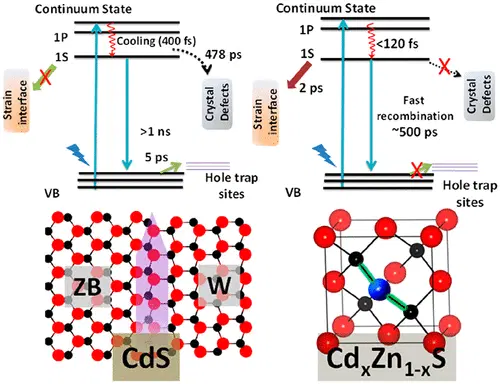 Continuum State
1P
Cooling (400 fs)
1S
478 ps
Strain
interface
Crystal
Defects
>1 ns
5 ps
VB
Hole trap
sites
ZB
W
CdS
Continuum State
1P
<120 fs
1S
2 ps
Strain
interface
Crystal
Defects
Fast
recombination
~500 ps
VB
Hole trap
sites
CdxZn1-xS